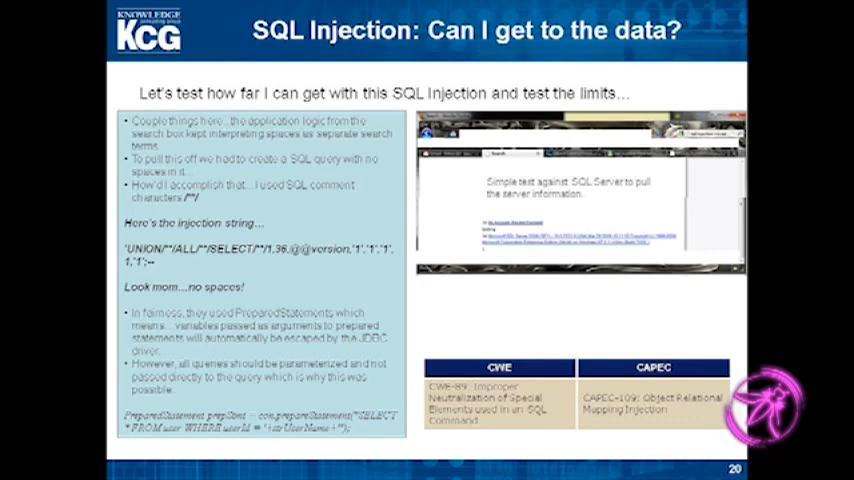 KNOWLEDGE
KCG
SQL Injection: Can I get to the data?
Let's test how far I can get with this SQL Injection and test the limits…
Couple things here...the application logic from the
search box kept interpreting spaces as separate search
terms.
To pull this off we had to create a SQL query with no
spaces in it…
How'd I accomplish that…I used SQL comment
characters /**/
Here's the injection string…
'UNION/**/ALL/**/SELECT/**/1,36,@@version,'1','1','1',
1,'1';--
Look mom…no spaces!
In fairness, they used PreparedStatements which
means… variables passed as arguments to prepared
statements will automatically be escaped by the JDBC
driver.
However, all queries should be parameterized and not
passed directly to the query which is why this was
possible.
PreparedStatement prepStmt = con.prepareStatement("SELECT
* FROM user WHERE userId = '+strUserName+'");
Simple test against SQL Server to pull
the server information.
CWE
CAPEC
CWE-89: Improper
Neutralization of Special
Elements used in an SQL
Command
CAPEC-109: Object Relational
Mapping Injection
20